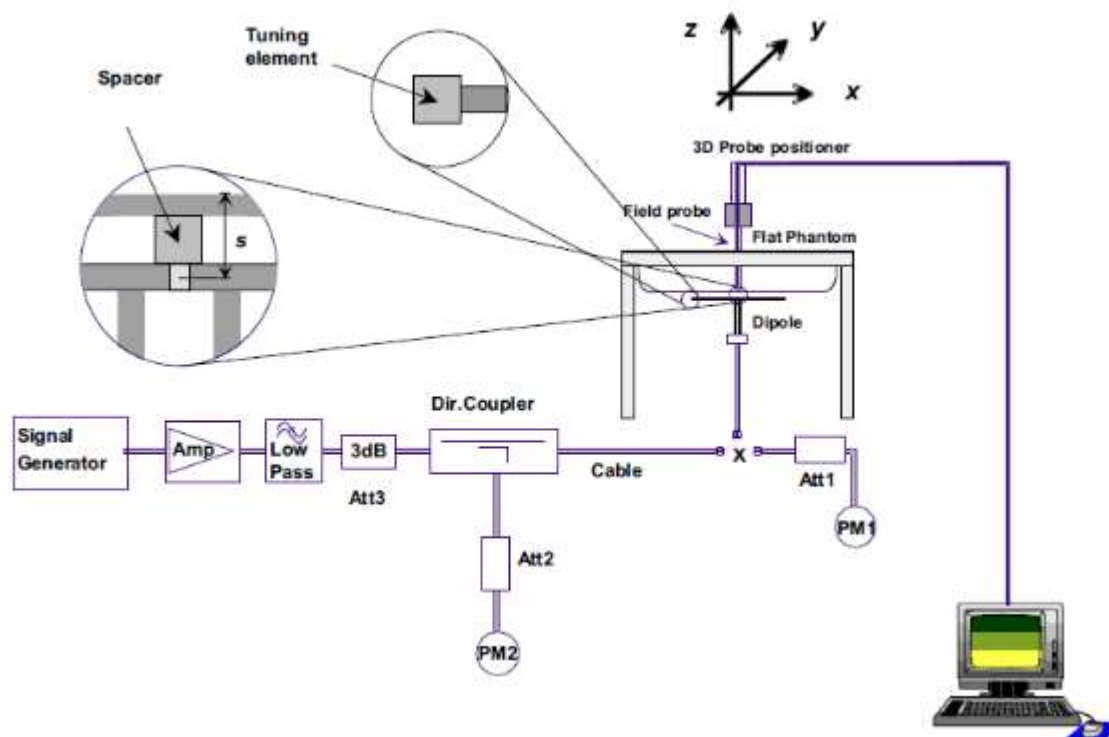 Tuning
element
Spacer
z
y
x
3D Probe positioner
Field probe
Flat Phantom
s
Dipole
Dir.Coupler
Signal
Generator
Amp
Low
Pass
3dB
Att3
Cable
X
Att1
PM1
Att2
PM2